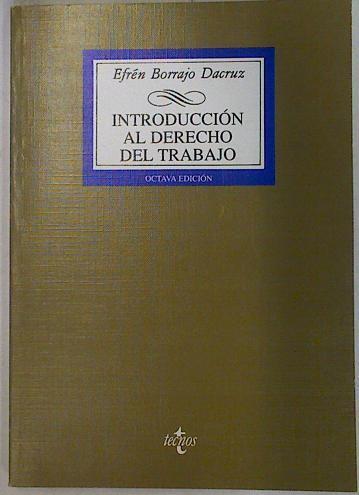 Efrén Borrajo Dacruz
INTRODUCCIÓN
AL DERECHO
DEL TRABAJO
OCTAVA EDICIÓN
tecnos